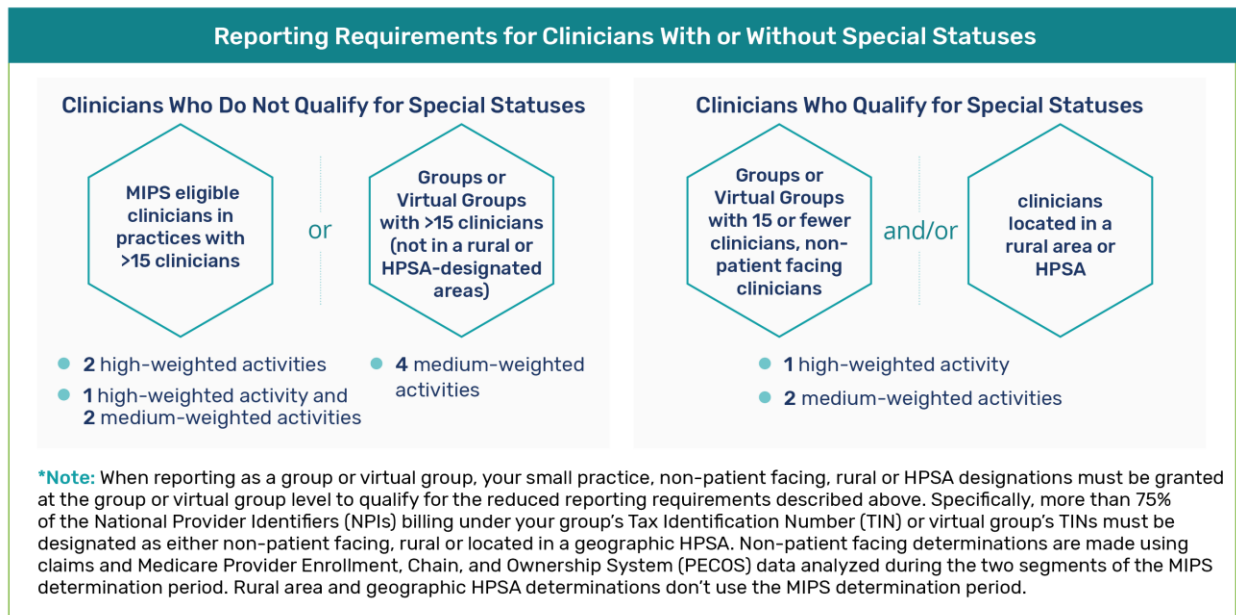 Reporting Requirements for Clinicians With or Without Special Statuses
Clinicians Who Do Not Qualify for Special Statuses
MIPS eligible
clinicians in
practices with
>15 clinicians
or
Groups or
Virtual Groups
with >15 clinicians
(not in a rural or
HPSA-designated
areas)
● 2 high-weighted activities
● 1 high-weighted activity and
2 medium-weighted activities
● 4 medium-weighted
activities
Clinicians Who Qualify for Special Statuses
Groups or
Virtual Groups
with 15 or fewer
clinicians, non-
patient facing
clinicians
and/or
clinicians
located in a
rural area or
HPSA
● 1 high-weighted activity
● 2 medium-weighted activities
*Note: When reporting as a group or virtual group, your small practice, non-patient facing, rural or HPSA designations must be granted
at the group or virtual group level to qualify for the reduced reporting requirements described above. Specifically, more than 75%
of the National Provider Identifiers (NPIs) billing under your group's Tax Identification Number (TIN) or virtual group's TINs must be
designated as either non-patient facing, rural or located in a geographic HPSA. Non-patient facing determinations are made using
claims and Medicare Provider Enrollment, Chain, and Ownership System (PECOS) data analyzed during the two segments of the MIPS
determination period. Rural area and geographic HPSA determinations don't use the MIPS determination period.